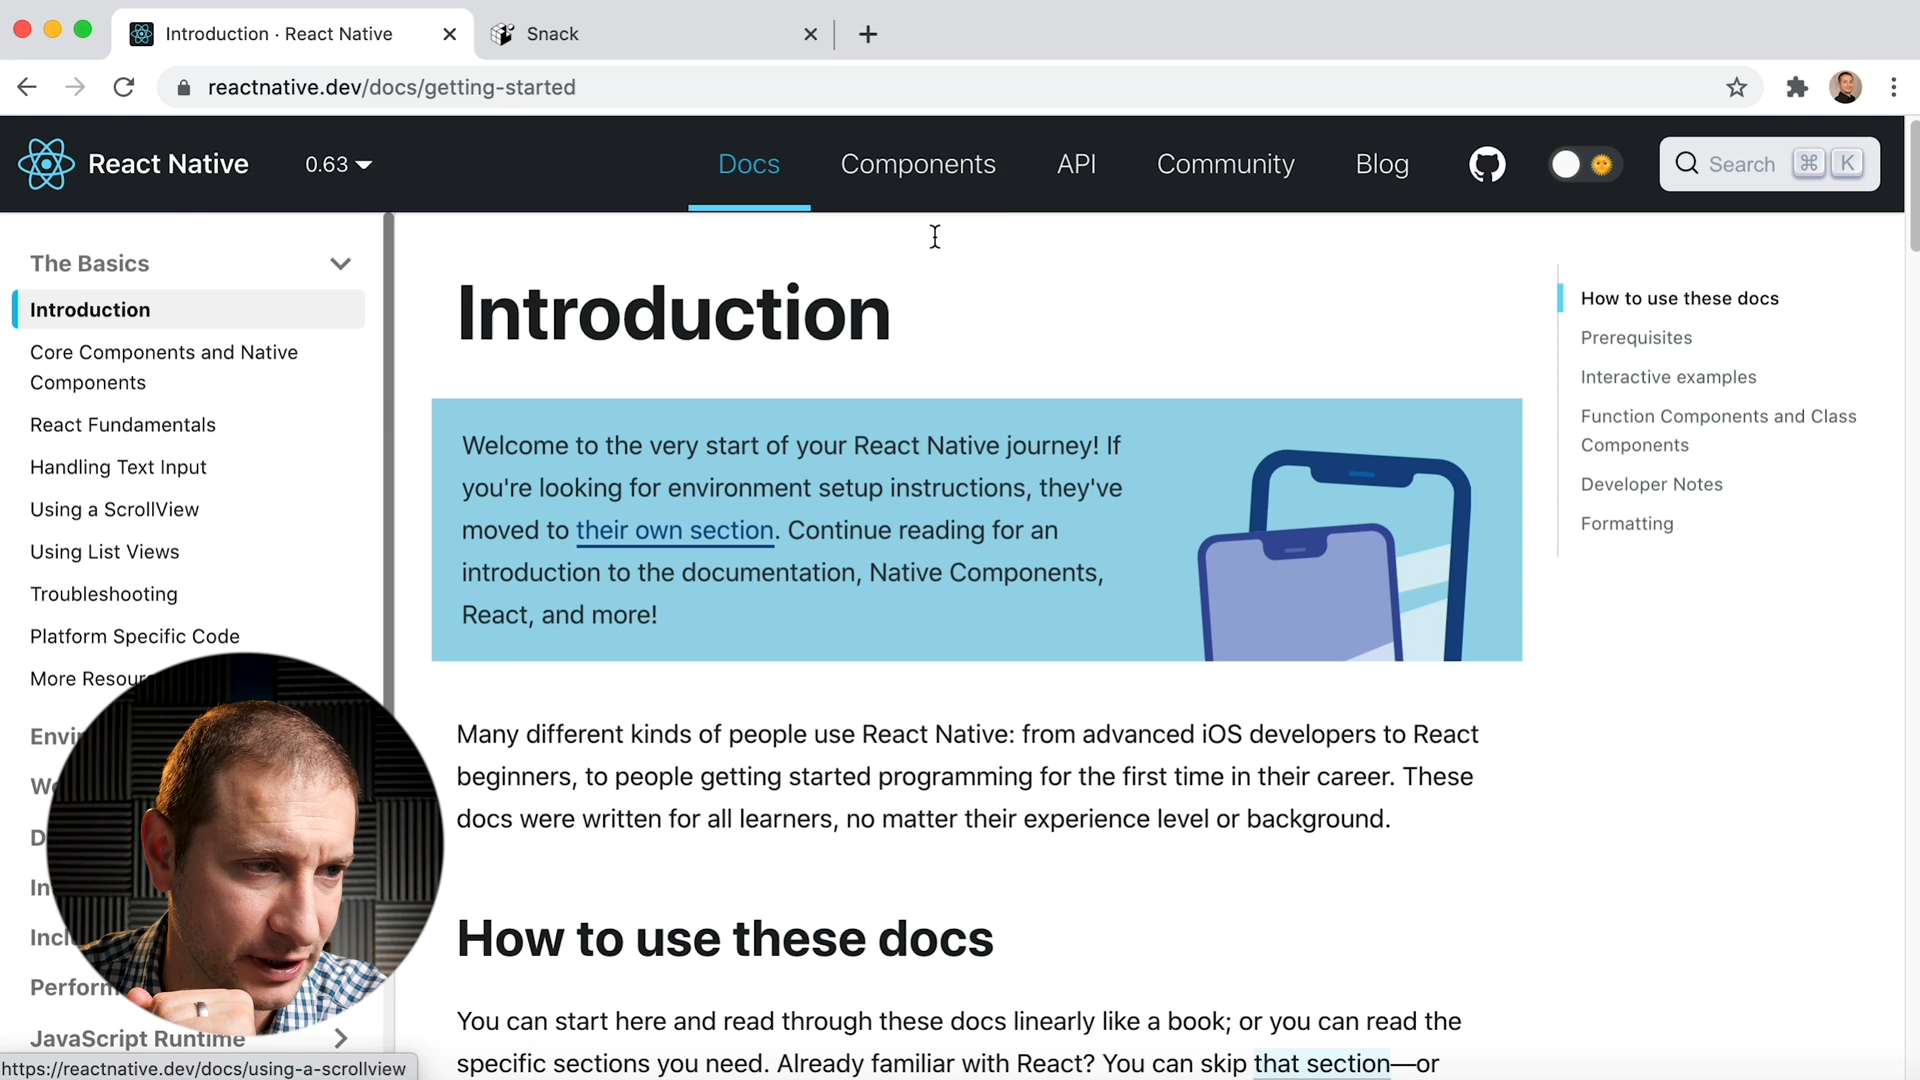 Introduction · React Native
Snack
reactnative.dev/docs/getting-started
React Native
0.63
Docs
Components
API
Community
Blog
Search
⌘
K
The Basics
Introduction
Core Components and Native
Components
React Fundamentals
Handling Text Input
Using a ScrollView
Using List Views
Troubleshooting
Platform Specific Code
More
JavaScript Runtime
https://reactnative.dev/docs/using-a-scrollview
Introduction
Welcome to the very start of your React Native journey! If
you're looking for environment setup instructions, they've
moved to their own section. Continue reading for an
introduction to the documentation, Native Components,
React, and more!
Many different kinds of people use React Native: from advanced iOS developers to React
beginners, to people getting started programming for the first time in their career. These
docs were written for all learners, no matter their experience level or background.
How to use these docs
You can start here and read through these docs linearly like a book; or you can read the
specific sections you need. Already familiar with React? You can skip that section—or
How to use these docs
Prerequisites
Interactive examples
Function Components and Class
Components
Developer Notes
Formatting